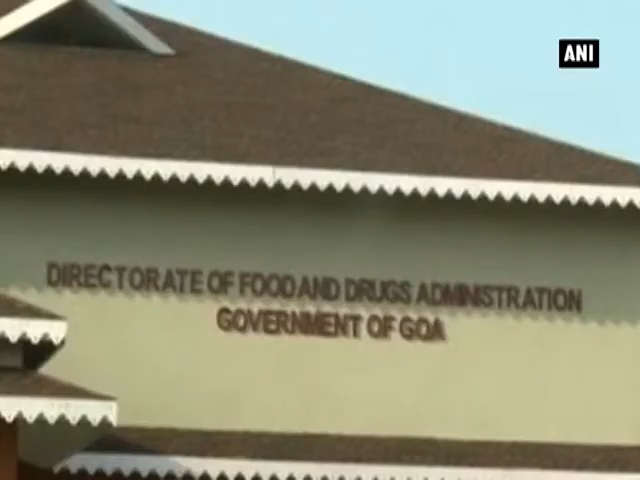 ANI
DIRECTORATE OF FOOD AND DRUGS ADMINISTRATION
GOVERNMENT OF GOA